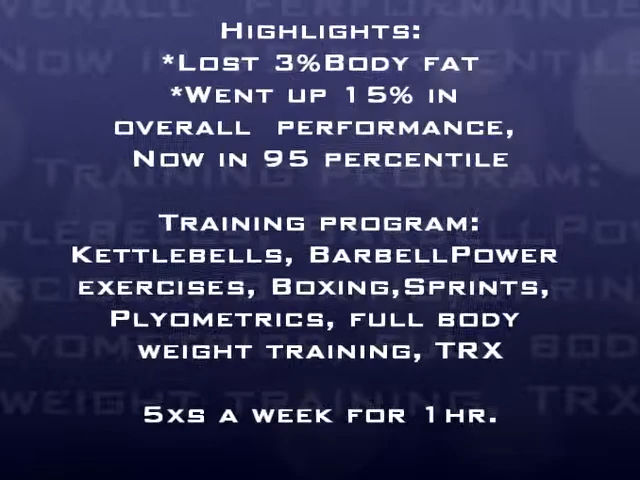 HIGHLIGHTS:
*LOST 3%BODY FAT
*WENT UP 15% IN
OVERALL PERFORMANCE,
NOW IN 95 PERCENTILE
TRAINING PROGRAM:
KETTLEBELLS, BARBELLPOWER
EXERCISES, BOXING,SPRINTS,
PLYOMETRICS, FULL BODY
WEIGHT TRAINING, TRX
5XS A WEEK FOR 1HR.